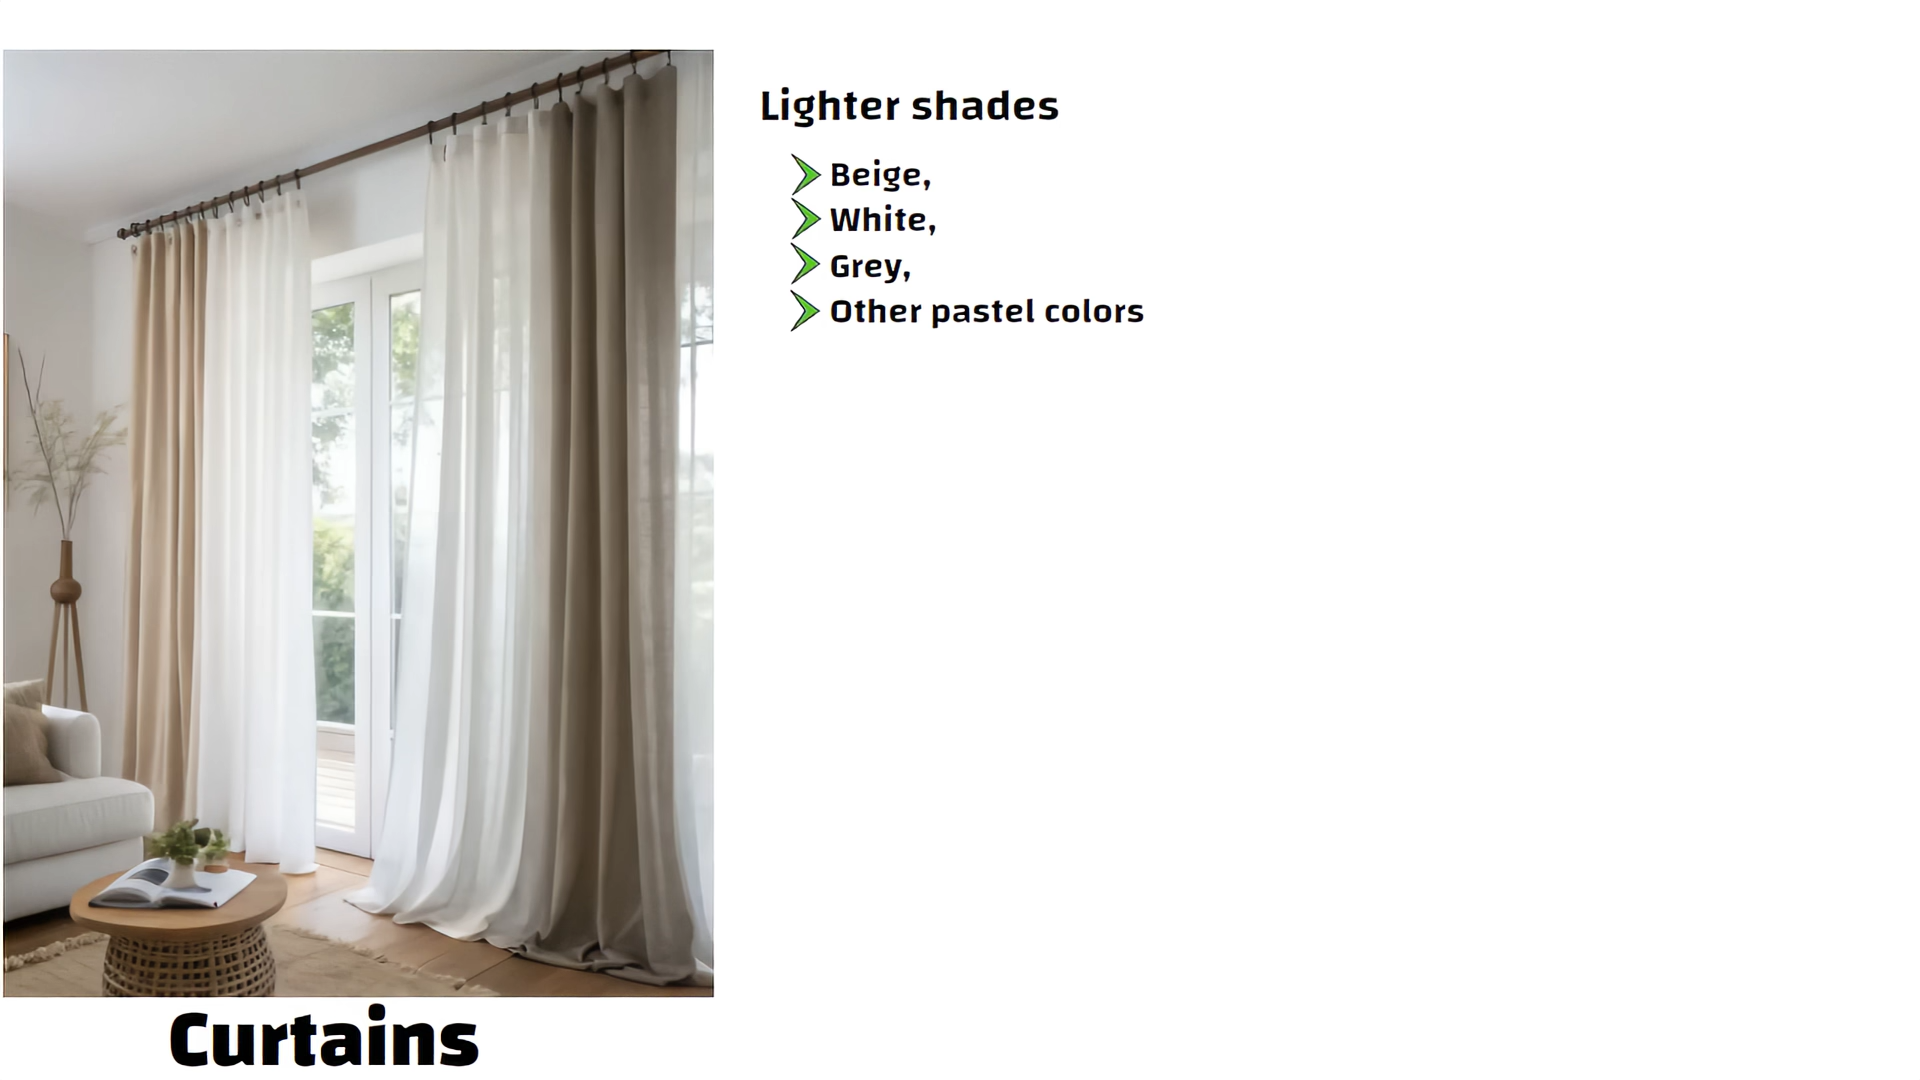 Lighter shades
Beige,
White,
Grey,
Other pastel colors
Curtains